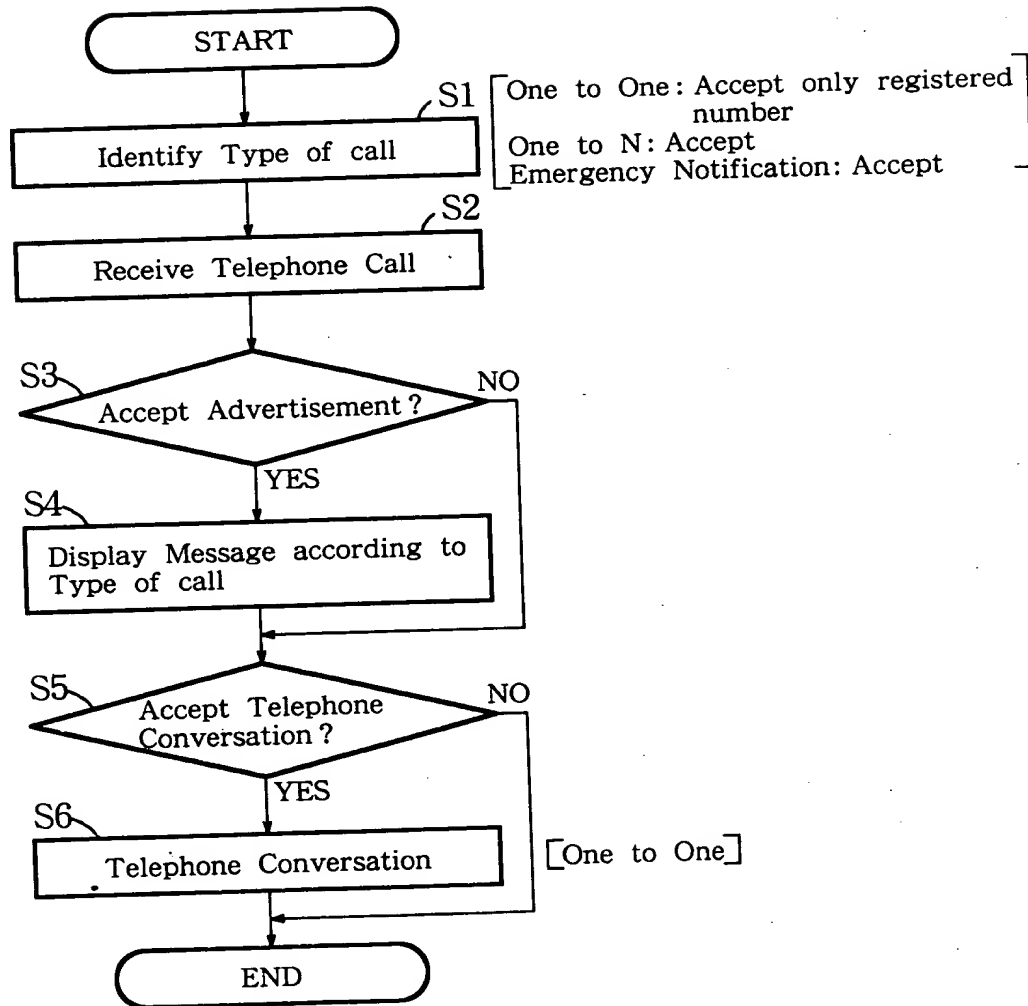 START
S1
Identify Type of call
One to One: Accept only registered
number
One to N: Accept
Emergency Notification: Accept
S2
Receive Telephone Call
S3
Accept Advertisement?
NO
YES
S4
Display Message according to
Type of call
S5
Accept Telephone
Conversation?
NO
YES
S6
Telephone Conversation
[One to One]
END